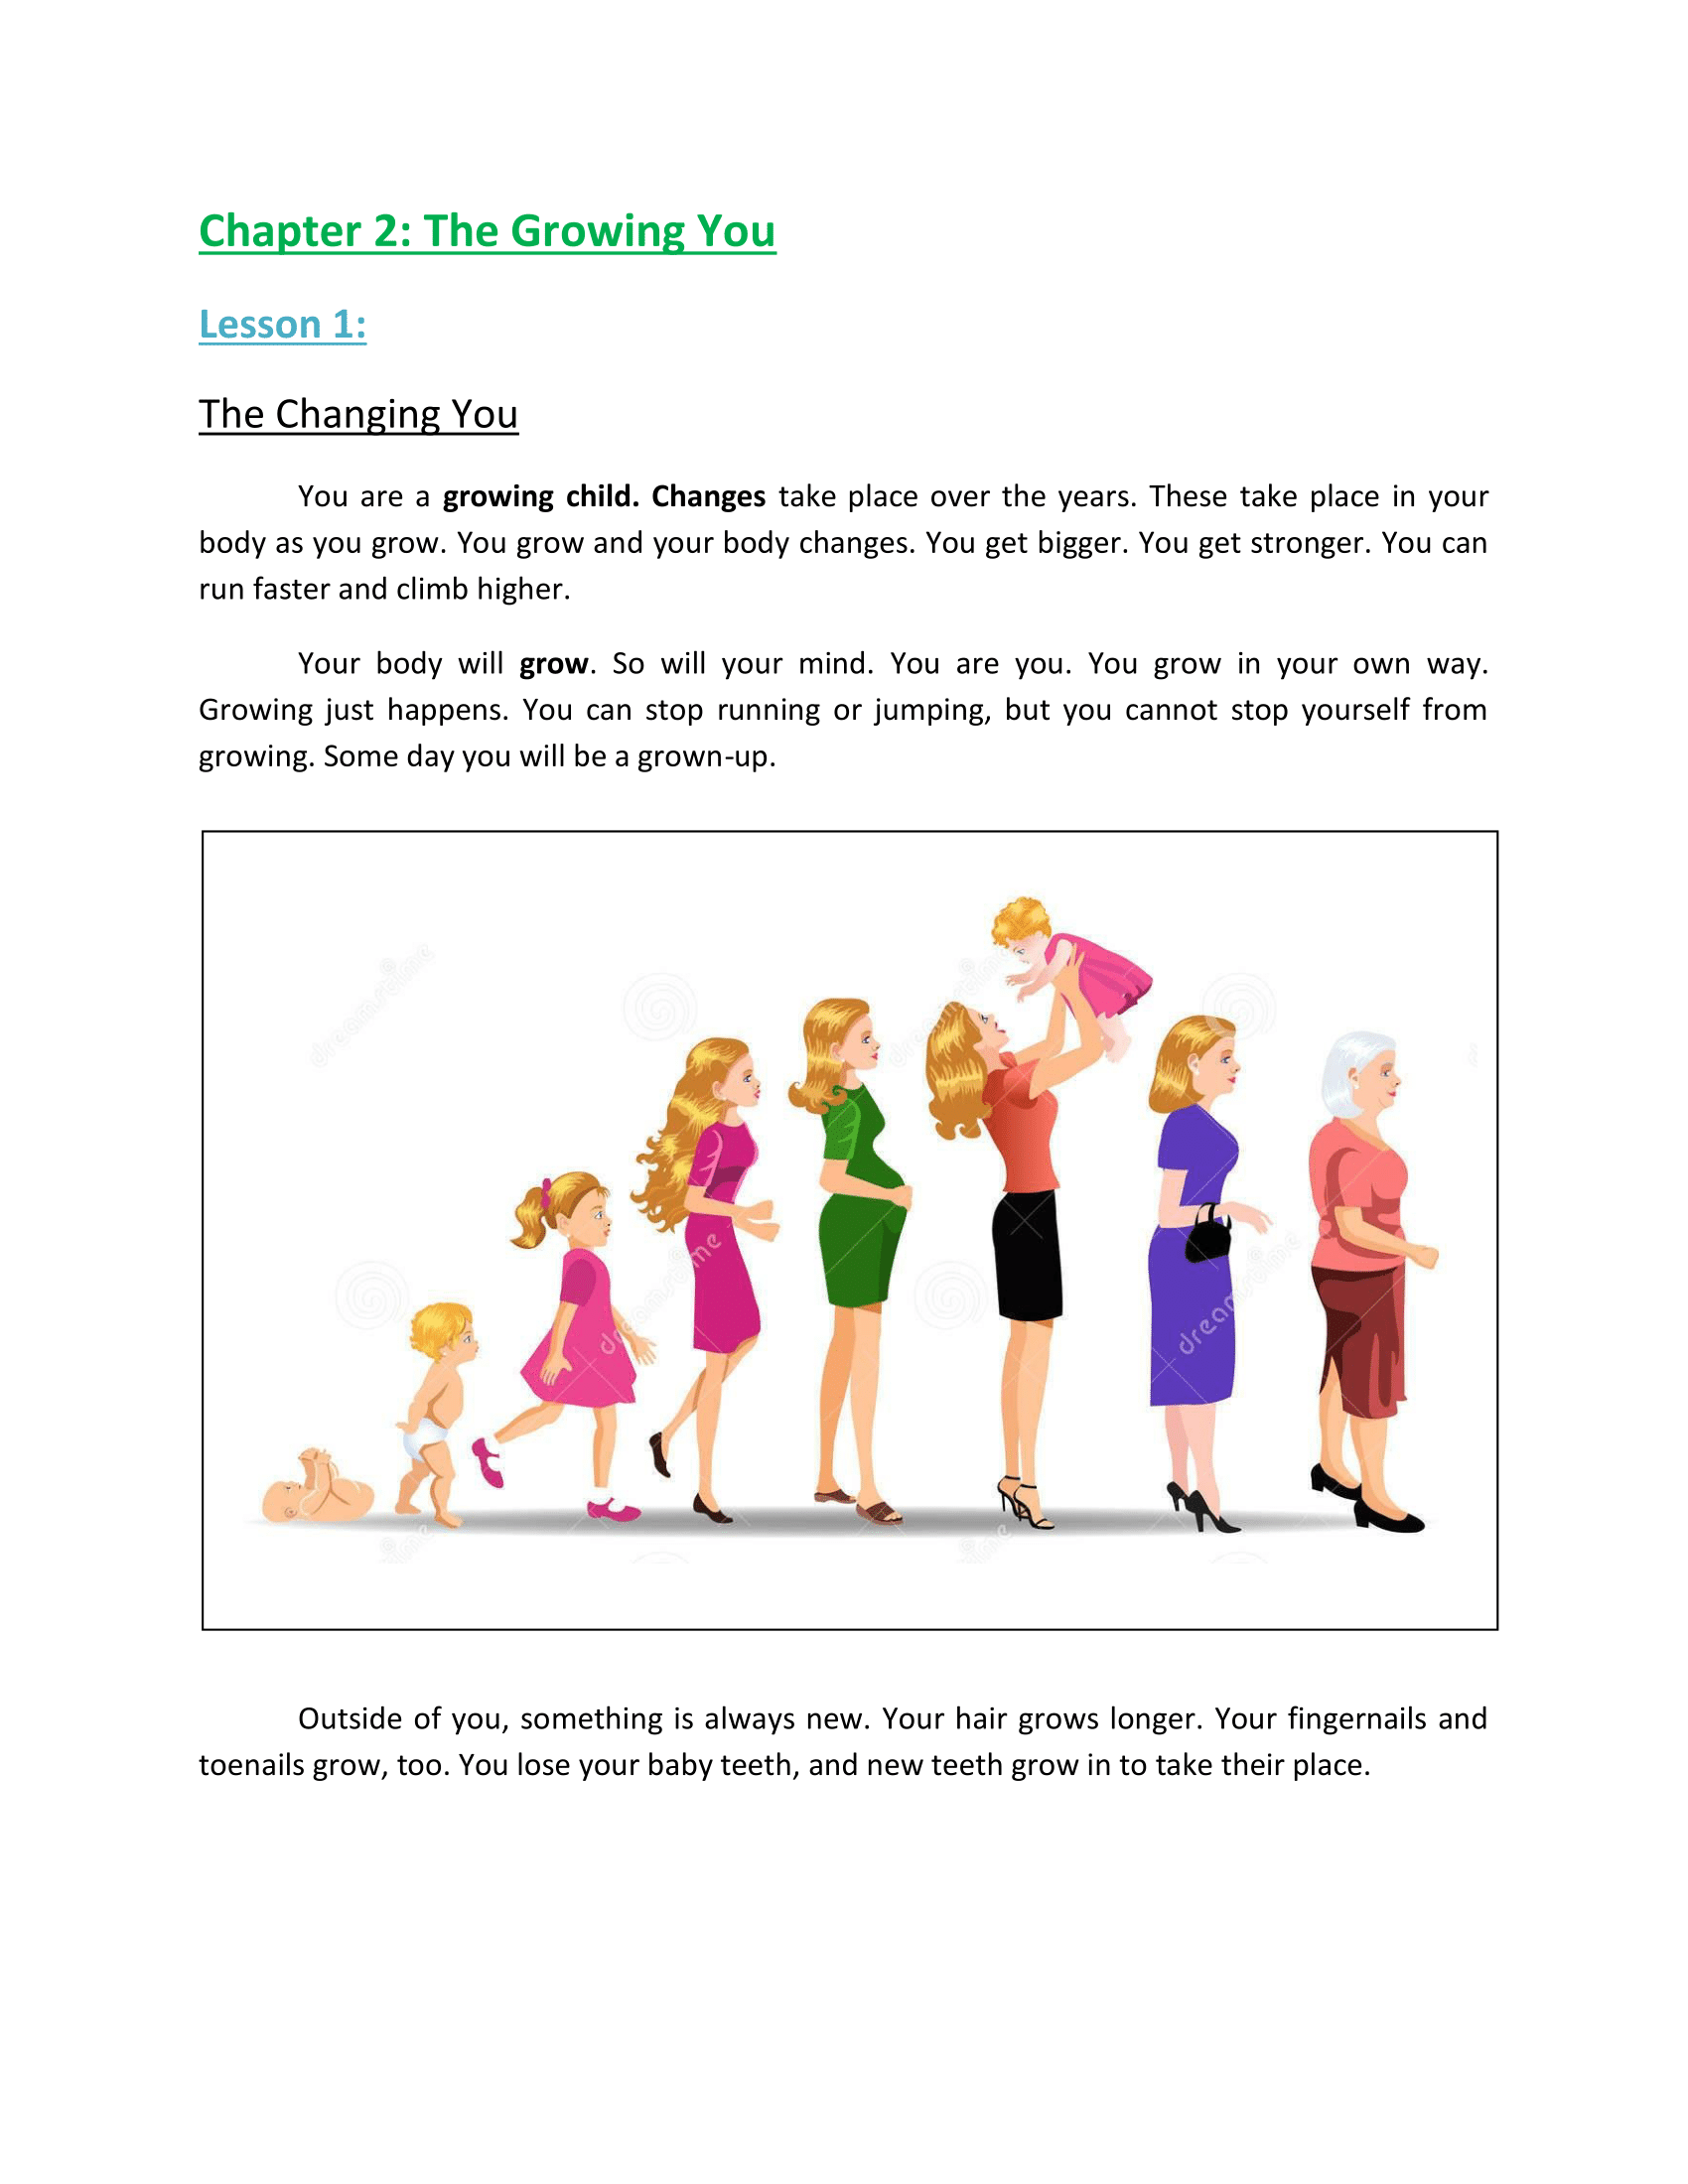 Chapter 2: The Growing You
Lesson 1:
The Changing You
You are a growing child. Changes take place over the years. These take place in your
body as you grow. You grow and your body changes. You get bigger. You get stronger. You can
run faster and climb higher.
Your body will grow. So will your mind. You are you. You grow in your own way.
Growing just happens. You can stop running or jumping, but you cannot stop yourself from
growing. Some day you will be a grown-up.
dreamstime
Outside of you, something is always new. Your hair grows longer. Your fingernails and
toenails grow, too. You lose your baby teeth, and new teeth grow in to take their place.